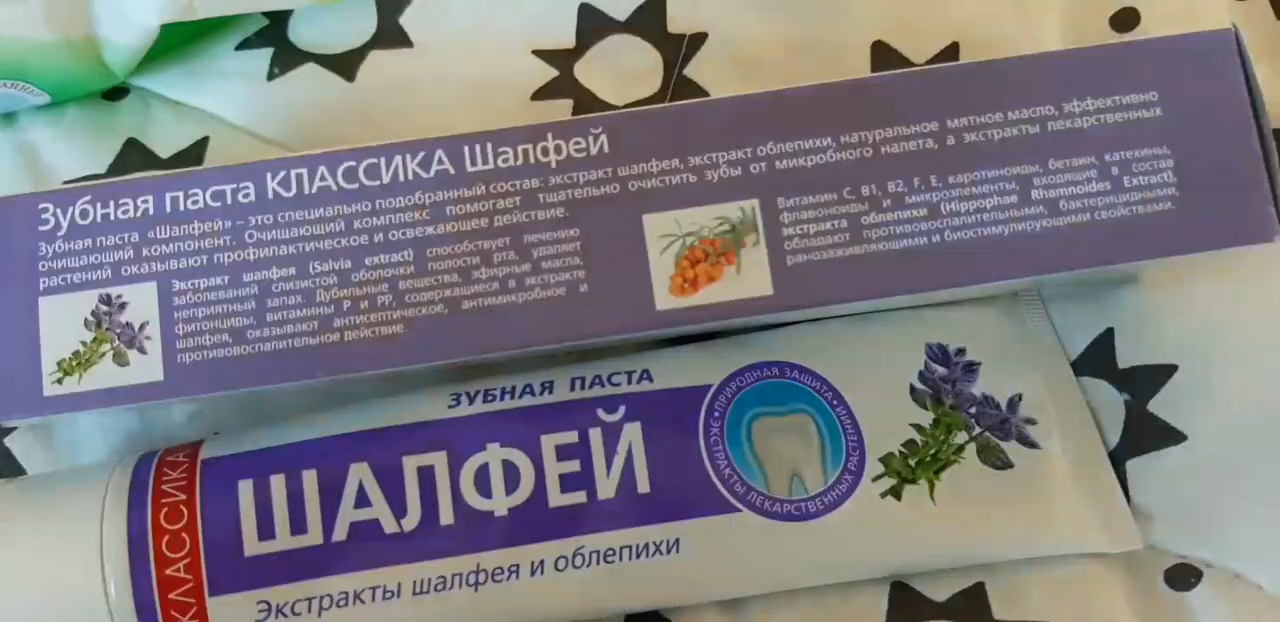 Зубная паста КЛАССИКА Шалфей
Зубная паста «Шалфей» – это специально подобранный состав: экстракт шалфея, экстракт облепихи, натуральное мятное масло, эффективно
очищающий компонент. Очищающий комплекс помогает тщательно очистить зубы от микробного налета, а экстракты лекарственных
растений оказывают профилактическое и освежающее действие.
Экстракт шалфея (Salvia extract) способствует лечению
заболеваний слизистой оболочки полости рта, удаляет
неприятный запах. Дубильные вещества, эфирные масла,
фитонциды, витамины Р и РР, содержащиеся в экстракте
шалфея, оказывают антисептическое, антимикробное и
противовоспалительное действие.
Витамин С, В1, В2, F, Е, каротиноиды, бетаин, катехины,
флавоноиды и микроэлементы, входящие в состав
экстракта облепихи (Hippophae Rhamnoides Extract),
обладают противовоспалительными, бактерицидными,
ранозаживляющими и биостимулирующими свойствами.
ЗУБНАЯ ПАСТА
КЛАССИКА
ШАЛФЕЙ
Экстракты шалфея и облепихи
ПРИРОДНАЯ ЗАЩИТА
ЭКСТРАКТЫ ЛЕКАРСТВЕННЫХ РАСТЕНИЙ